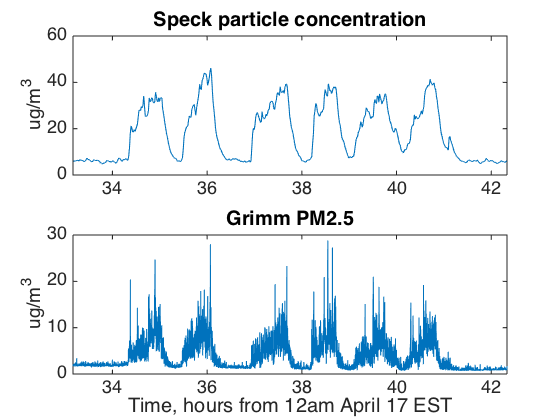 Speck particle concentration
60
40
20
0
ug/m³
34 36 38 40 42
Grimm PM2.5
30
20
10
0
ug/m³
34 36 38 40 42
Time, hours from 12am April 17 EST